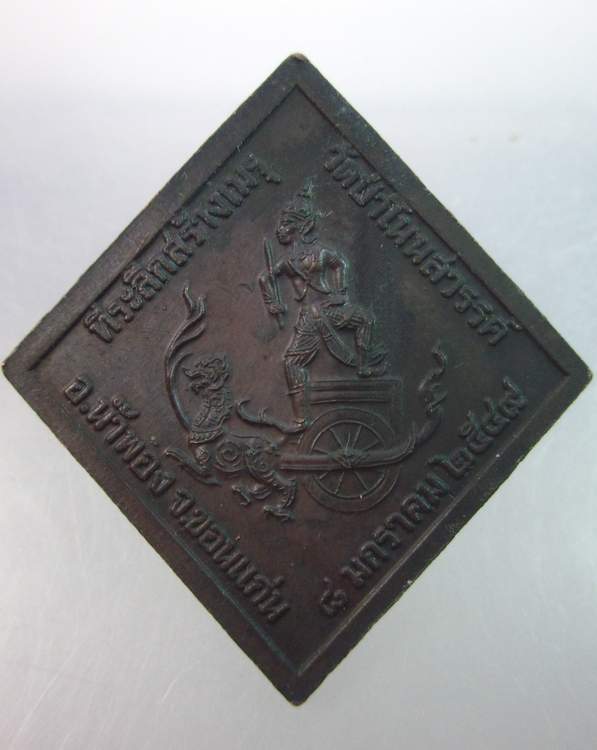 ที่ระลึกสร้างเมรุ
วัดป่าโนนสวรรค์
อ.น้ำพอง จ.ขอนแก่น
๘ มกราคม ๒๕๔๗